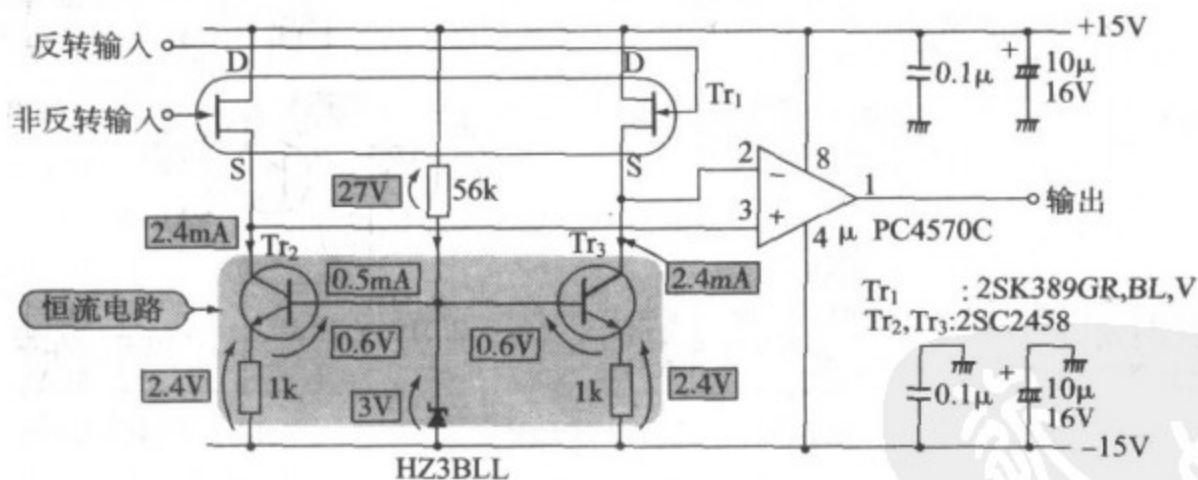 反转输入
+15V
D
D
Tr1
0.1μ
+
10μ
16V
非反转输入
S
S
27V
56k
2
8
−
1
3
+
输出
4
μ PC4570C
2.4mA
Tr2
Tr3
0.5mA
2.4mA
恒流电路
0.6V
0.6V
Tr1 : 2SK389GR,BL,V
Tr2,Tr3:2SC2458
2.4V
1k
3V
1k
2.4V
0.1μ
+
10μ
16V
−15V
HZ3BLL